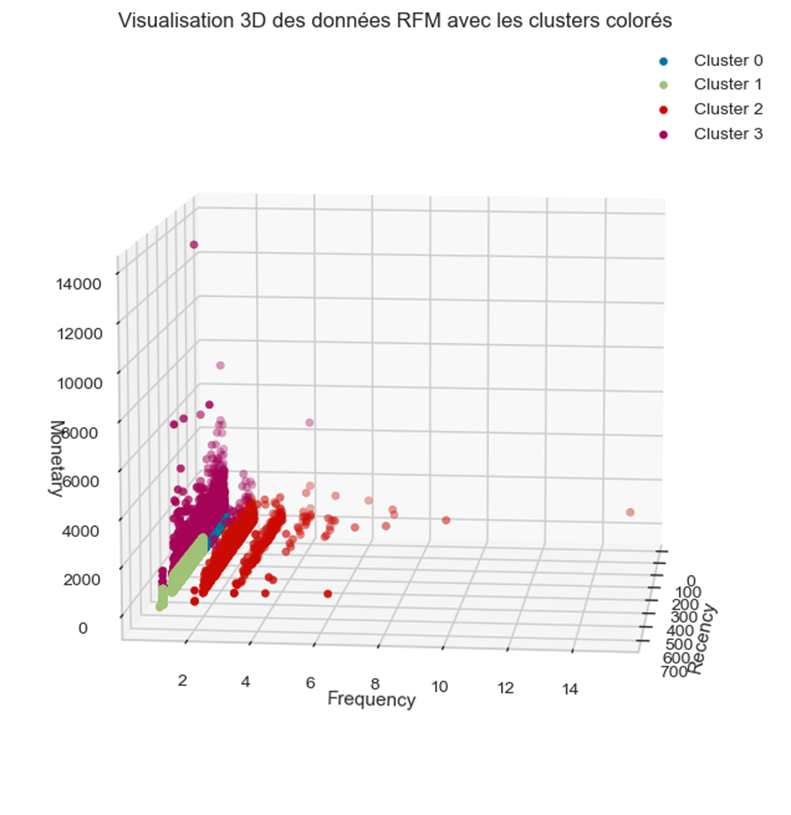 Visualisation 3D des données RFM avec les clusters colorés
Cluster 0
Cluster 1
Cluster 2
Cluster 3
14000
12000
10000
8000
6000
4000
2000
0
Monetary
2
4
6
8
10
12
14
Frequency
0
100
200
300
400
500
600
700
Recency